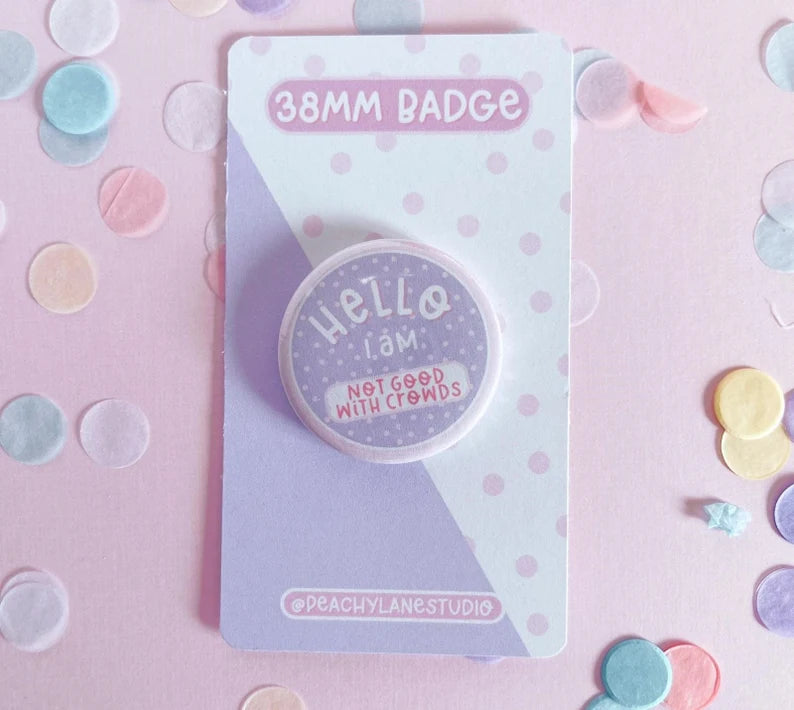 38MM BADGE
HELLO
I AM
NOT GOOD
WITH CROWDS
@PEACHYLANESTUDIO